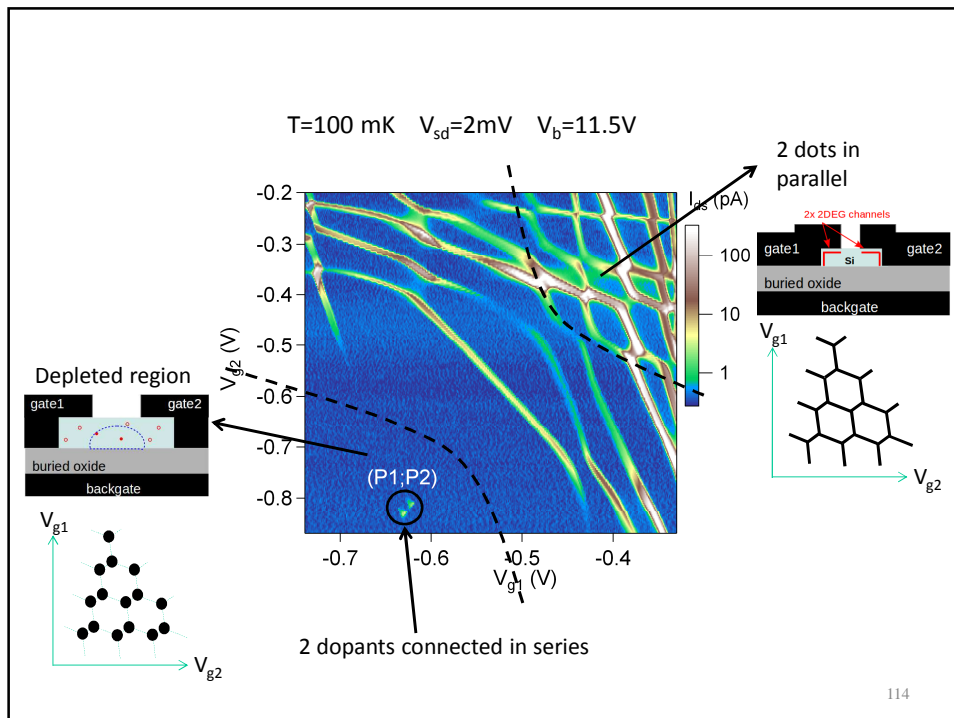 T=100 mK V_sd=2mV V_b=11.5V
2 dots in
parallel
-0.2
-0.3
-0.4
-0.5
-0.6
-0.7
-0.8
V_g2 (V)
-0.7 -0.6 -0.5 -0.4
V_g1 (V)
I_ds (pA)
100
10
1
2x 2DEG channels
gate1 gate2
Si
buried oxide
backgate
V_g1
V_g2
Depleted region
gate1 gate2
buried oxide
backgate
(P1;P2)
V_g1
V_g2
2 dopants connected in series
114